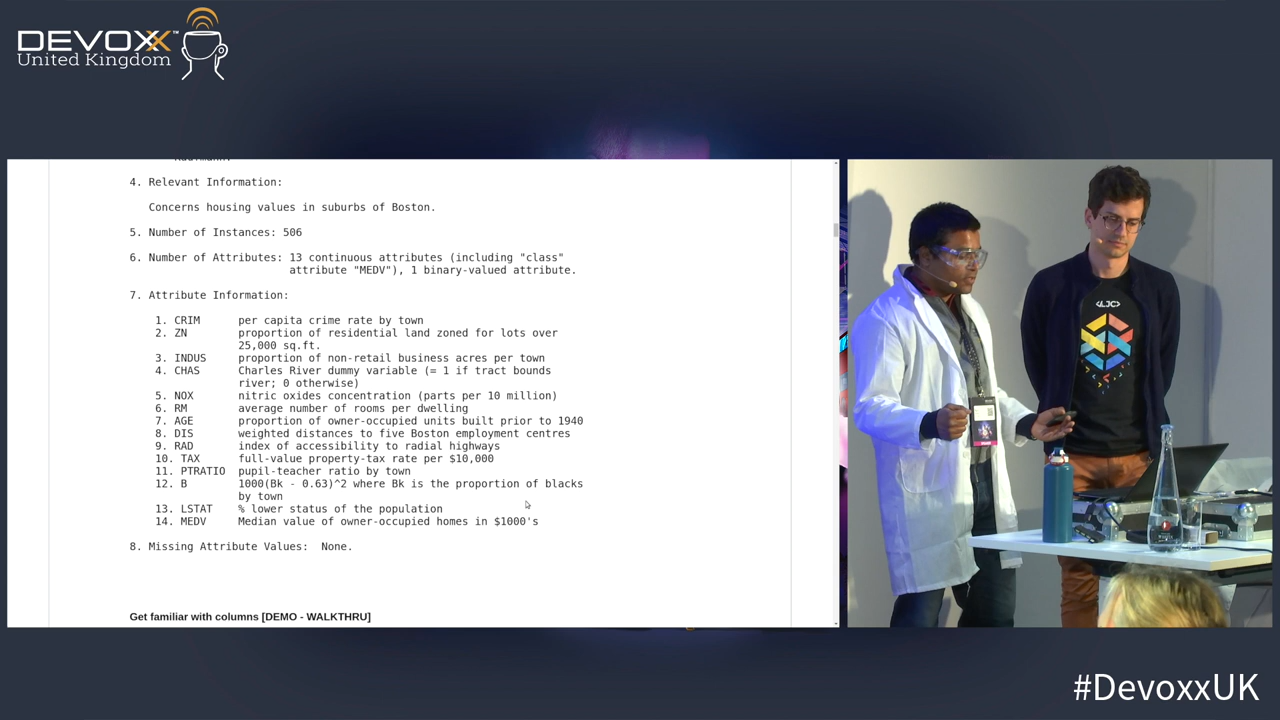 DEVOXX™
United Kingdom
4. Relevant Information:
Concerns housing values in suburbs of Boston.
5. Number of Instances: 506
6. Number of Attributes: 13 continuous attributes (including "class"
attribute "MEDV"), 1 binary-valued attribute.
7. Attribute Information:
1. CRIM per capita crime rate by town
2. ZN proportion of residential land zoned for lots over
25,000 sq.ft.
3. INDUS proportion of non-retail business acres per town
4. CHAS Charles River dummy variable (= 1 if tract bounds
river; 0 otherwise)
5. NOX nitric oxides concentration (parts per 10 million)
6. RM average number of rooms per dwelling
7. AGE proportion of owner-occupied units built prior to 1940
8. DIS weighted distances to five Boston employment centres
9. RAD index of accessibility to radial highways
10. TAX full-value property-tax rate per $10,000
11. PTRATIO pupil-teacher ratio by town
12. B 1000(Bk - 0.63)^2 where Bk is the proportion of blacks
by town
13. LSTAT % lower status of the population
14. MEDV Median value of owner-occupied homes in $1000's
8. Missing Attribute Values: None.
Get familiar with columns [DEMO - WALKTHRU]
<LJC>
#DevoxxUK